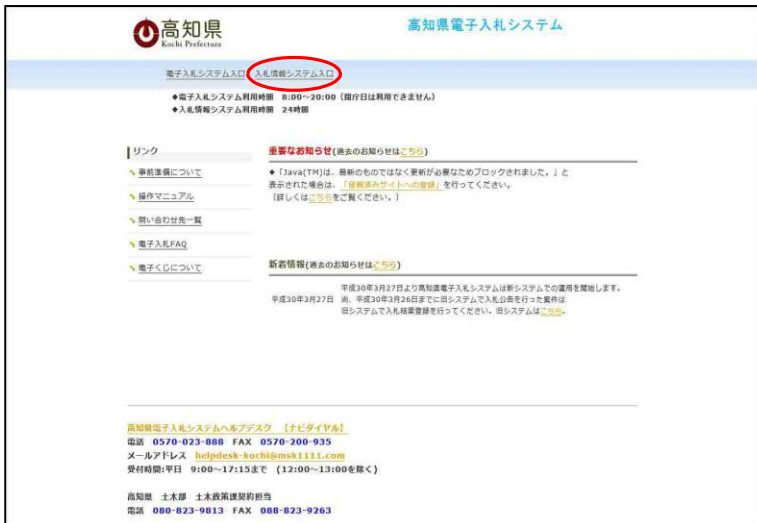 高知県
Kochi Prefecture
高知県電子入札システム
電子入札システム入口 入札情報システム入口
◆電子入札システム利用時間 8:00～20:00（閉庁日は利用できません）
◆入札情報システム利用時間 24時間
リンク
事前準備について
操作マニュアル
問い合わせ先一覧
電子入札FAQ
電子くじについて
重要なお知らせ(過去のお知らせはこちら)
◆「Java(TM)は、最新のものではなく更新が必要なためブロックされました。」と
表示された場合は、「信頼済みサイトへの登録」を行ってください。
（詳しくはこちらをご覧ください。）
新着情報(過去のお知らせはこちら)
平成30年3月27日
平成30年3月27日より高知県電子入札システムは新システムでの運用を開始します。
尚、平成30年3月26日までに旧システムで入札公告を行った案件は
旧システムで入札結果登録を行ってください。旧システムはこちら。
高知県電子入札システムヘルプデスク 【ナビダイヤル】
電話 0570-023-888 FAX 0570-200-935
メールアドレス helpdesk-kochi@msk1111.com
受付時間:平日 9:00～17:15まで (12:00～13:00を除く)
高知県 土木部 土木政策課契約担当
電話 080-823-9813 FAX 088-823-9263